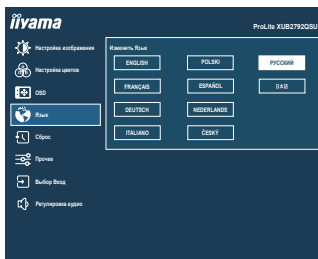 iiyama
ProLite XUB2792QSU
Настройка изображения
Изменить Язык
ENGLISH
POLSKI
РУССКИЙ
Настройка цветов
FRANÇAIS
ESPAÑOL
日本語
OSD
DEUTSCH
NEDERLANDS
Язык
ITALIANO
ČESKÝ
Сброс
Прочее
Выбор Вход
Регулировка аудио